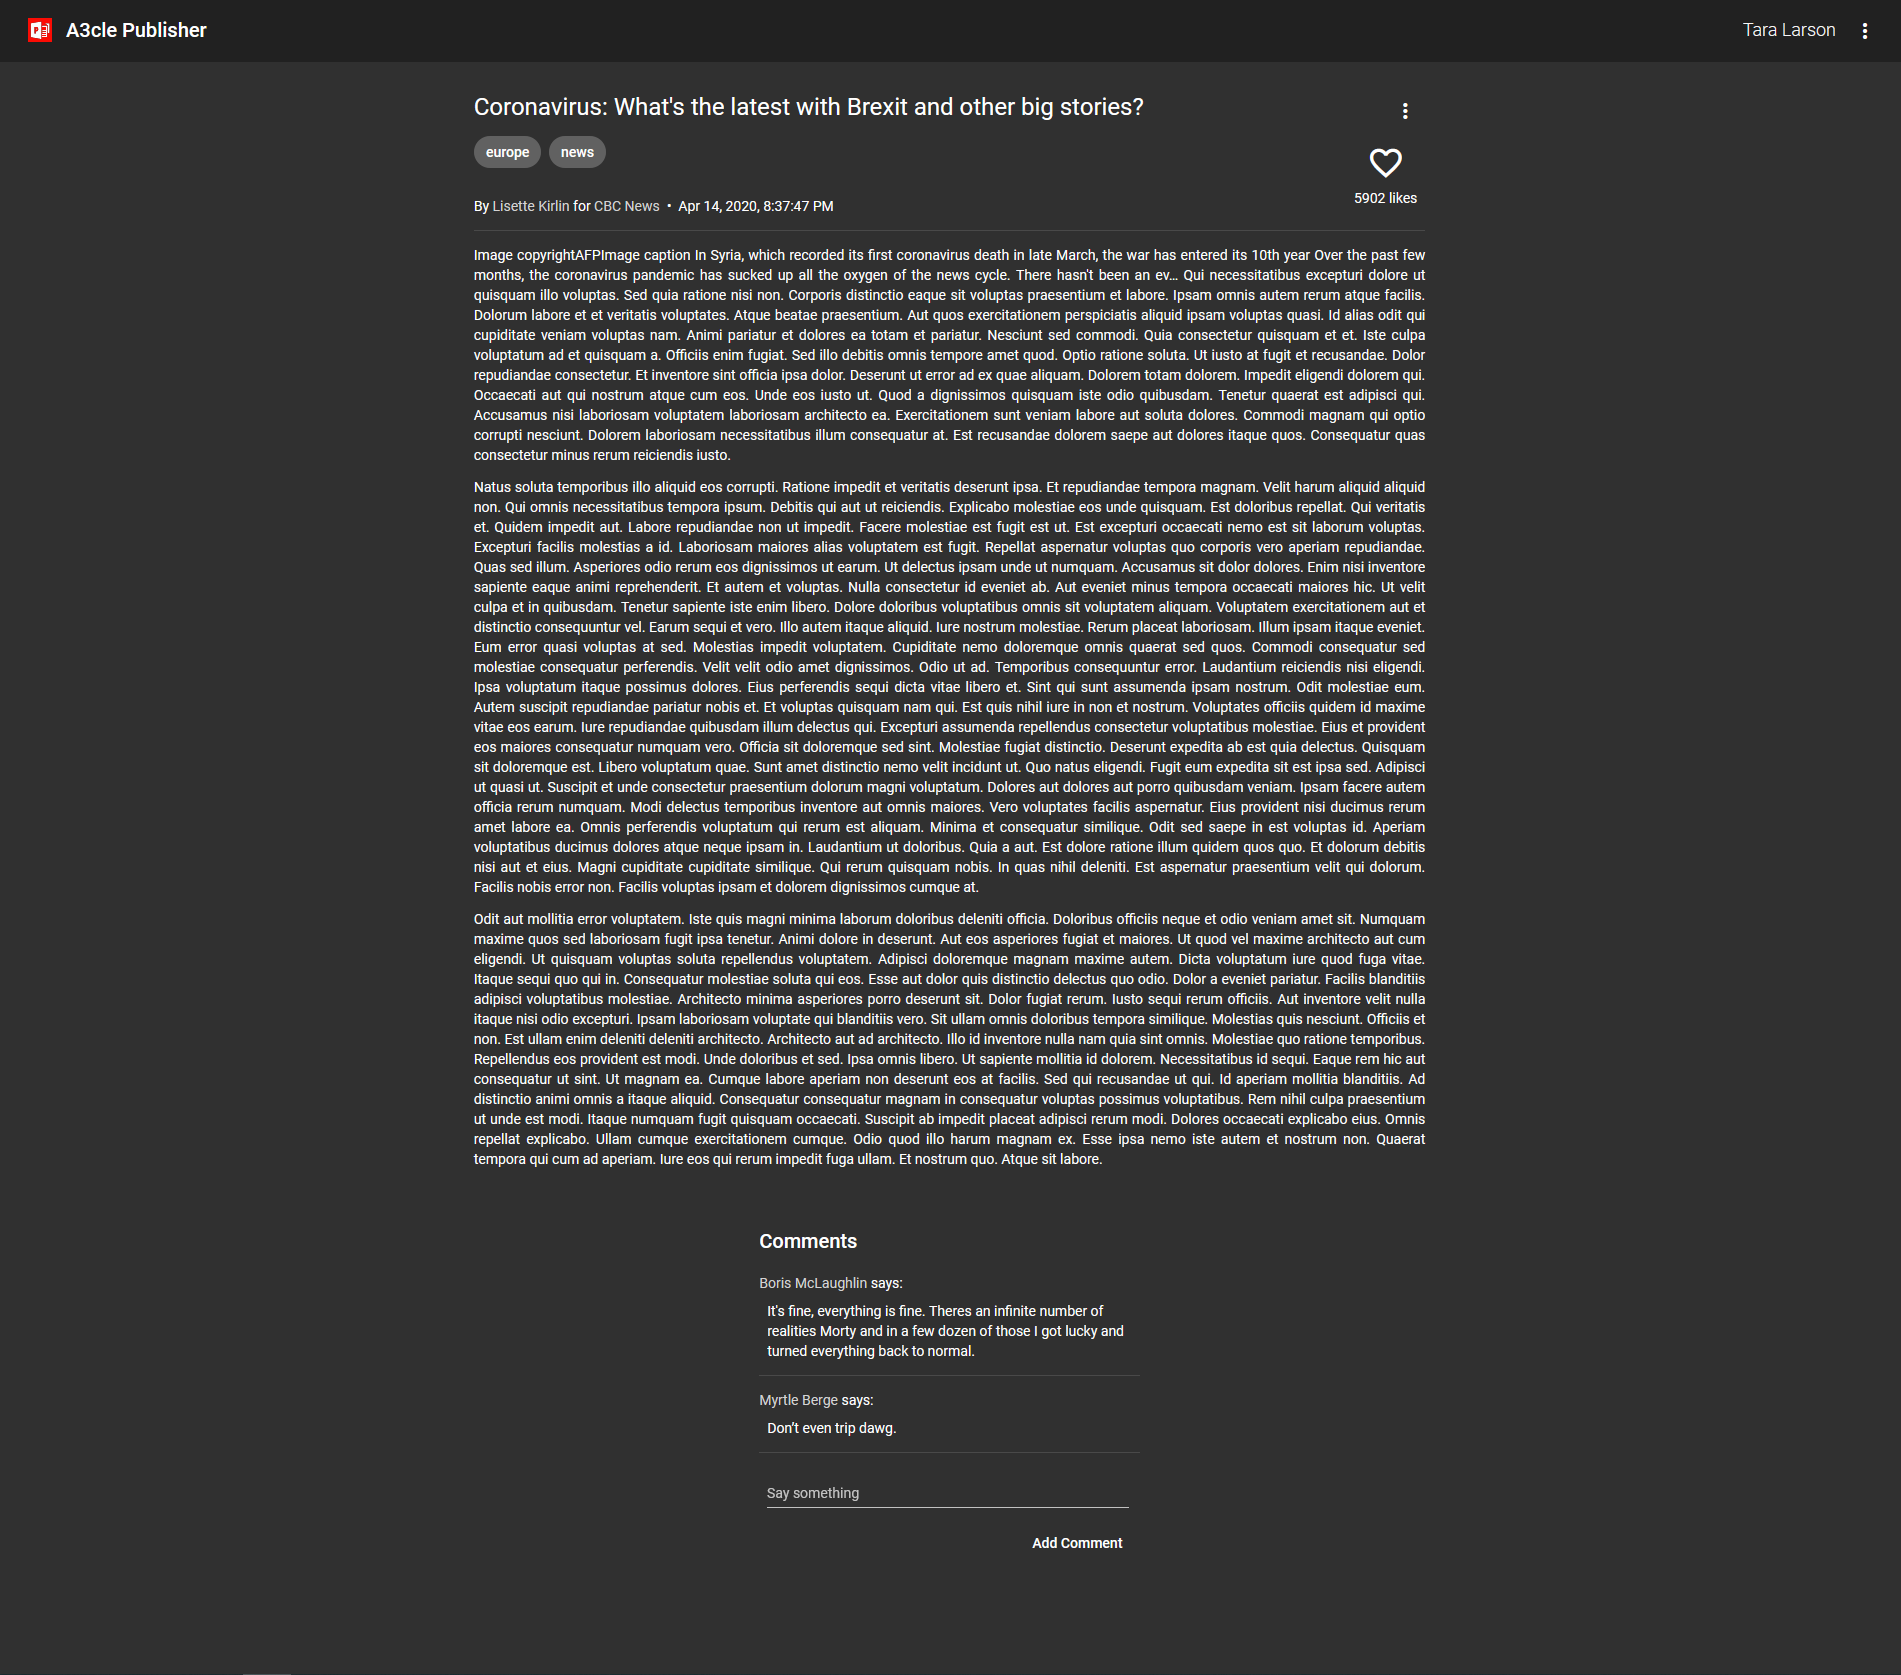 A3cle Publisher
Tara Larson
Coronavirus: What's the latest with Brexit and other big stories?
europe
news
5902 likes
By Lisette Kirlin for CBC News • Apr 14, 2020, 8:37:47 PM
Image copyrightAFPImage caption In Syria, which recorded its first coronavirus death in late March, the war has entered its 10th year Over the past few
months, the coronavirus pandemic has sucked up all the oxygen of the news cycle. There hasn't been an ev... Qui necessitatibus excepturi dolore ut
quisquam illo voluptas. Sed quia ratione nisi non. Corporis distinctio eaque sit voluptas praesentium et labore. Ipsam omnis autem rerum atque facilis.
Dolorum labore et et veritatis voluptates. Atque beatae praesentium. Aut quos exercitationem perspiciatis aliquid ipsam voluptas quasi. Id alias odit qui
cupiditate veniam voluptas nam. Animi pariatur et dolores ea totam et pariatur. Nesciunt sed commodi. Quia consectetur quisquam et et. Iste culpa
voluptatum ad et quisquam a. Officiis enim fugiat. Sed illo debitis omnis tempore amet quod. Optio ratione soluta. Ut iusto at fugit et recusandae. Dolor
repudiandae consectetur. Et inventore sint officia ipsa dolor. Deserunt ut error ad ex quae aliquam. Dolorem totam dolorem. Impedit eligendi dolorem qui.
Occaecati aut qui nostrum atque cum eos. Unde eos iusto ut. Quod a dignissimos quisquam iste odio quibusdam. Tenetur quaerat est adipisci qui.
Accusamus nisi laboriosam voluptatem laboriosam architecto ea. Exercitationem sunt veniam labore aut soluta dolores. Commodi magnam qui optio
corrupti nesciunt. Dolorem laboriosam necessitatibus illum consequatur at. Est recusandae dolorem saepe aut dolores itaque quos. Consequatur quas
consectetur minus rerum reiciendis iusto.
Natus soluta temporibus illo aliquid eos corrupti. Ratione impedit et veritatis deserunt ipsa. Et repudiandae tempora magnam. Velit harum aliquid aliquid
non. Qui omnis necessitatibus tempora ipsum. Debitis qui aut ut reiciendis. Explicabo molestiae eos unde quisquam. Est doloribus repellat. Qui veritatis
et. Quidem impedit aut. Labore repudiandae non ut impedit. Facere molestiae est fugit est ut. Est excepturi occaecati nemo est sit laborum voluptas.
Excepturi facilis molestias a id. Laboriosam maiores alias voluptatem est fugit. Repellat aspernatur voluptas quo corporis vero aperiam repudiandae.
Quas sed illum. Asperiores odio rerum eos dignissimos ut earum. Ut delectus ipsam unde ut numquam. Accusamus sit dolor dolores. Enim nisi inventore
sapiente eaque animi reprehenderit. Et autem et voluptas. Nulla consectetur id eveniet ab. Aut eveniet minus tempora occaecati maiores hic. Ut velit
culpa et in quibusdam. Tenetur sapiente iste enim libero. Dolore doloribus voluptatibus omnis sit voluptatem aliquam. Voluptatem exercitationem aut et
distinctio consequuntur vel. Earum sequi et vero. Illo autem itaque aliquid. Iure nostrum molestiae. Rerum placeat laboriosam. Illum ipsam itaque eveniet.
Eum error quasi voluptas at sed. Molestias impedit voluptatem. Cupiditate nemo doloremque omnis quaerat sed quos. Commodi consequatur sed
molestiae consequatur perferendis. Velit velit odio amet dignissimos. Odio ut ad. Temporibus consequuntur error. Laudantium reiciendis nisi eligendi.
Ipsa voluptatum itaque possimus dolores. Eius perferendis sequi dicta vitae libero et. Sint qui sunt assumenda ipsam nostrum. Odit molestiae eum.
Autem suscipit repudiandae pariatur nobis et. Et voluptas quisquam nam qui. Est quis nihil iure in non et nostrum. Voluptates officiis quidem id maxime
vitae eos earum. Iure repudiandae quibusdam illum delectus qui. Excepturi assumenda repellendus consectetur voluptatibus molestiae. Eius et provident
eos maiores consequatur numquam vero. Officia sit doloremque sed sint. Molestiae fugiat distinctio. Deserunt expedita ab est quia delectus. Quisquam
sit doloremque est. Libero voluptatum quae. Sunt amet distinctio nemo velit incidunt ut. Quo natus eligendi. Fugit eum expedita sit est ipsa sed. Adipisci
ut quasi ut. Suscipit et unde consectetur praesentium dolorum magni voluptatum. Dolores aut dolores aut porro quibusdam veniam. Ipsam facere autem
officia rerum numquam. Modi delectus temporibus inventore aut omnis maiores. Vero voluptates facilis aspernatur. Eius provident nisi ducimus rerum
amet labore ea. Omnis perferendis voluptatum qui rerum est aliquam. Minima et consequatur similique. Odit sed saepe in est voluptas id. Aperiam
voluptatibus ducimus dolores atque neque ipsam in. Laudantium ut doloribus. Quia a aut. Est dolore ratione illum quidem quos quo. Et dolorum debitis
nisi aut et eius. Magni cupiditate cupiditate similique. Qui rerum quisquam nobis. In quas nihil deleniti. Est aspernatur praesentium velit qui dolorum.
Facilis nobis error non. Facilis voluptas ipsam et dolorem dignissimos cumque at.
Odit aut mollitia error voluptatem. Iste quis magni minima laborum doloribus deleniti officia. Doloribus officiis neque et odio veniam amet sit. Numquam
maxime quos sed laboriosam fugit ipsa tenetur. Animi dolore in deserunt. Aut eos asperiores fugiat et maiores. Ut quod vel maxime architecto aut cum
eligendi. Ut quisquam voluptas soluta repellendus voluptatem. Adipisci doloremque magnam maxime autem. Dicta voluptatum iure quod fuga vitae.
Itaque sequi quo qui in. Consequatur molestiae soluta qui eos. Esse aut dolor quis distinctio delectus quo odio. Dolor a eveniet pariatur. Facilis blanditiis
adipisci voluptatibus molestiae. Architecto minima asperiores porro deserunt sit. Dolor fugiat rerum. Iusto sequi rerum officiis. Aut inventore velit nulla
itaque nisi odio excepturi. Ipsam laboriosam voluptate qui blanditiis vero. Sit ullam omnis doloribus tempora similique. Molestias quis nesciunt. Officiis et
non. Est ullam enim deleniti deleniti architecto. Architecto aut ad architecto. Illo id inventore nulla nam quia sint omnis. Molestiae quo ratione temporibus.
Repellendus eos provident est modi. Unde doloribus et sed. Ipsa omnis libero. Ut sapiente mollitia id dolorem. Necessitatibus id sequi. Eaque rem hic aut
consequatur ut sint. Ut magnam ea. Cumque labore aperiam non deserunt eos at facilis. Sed qui recusandae ut qui. Id aperiam mollitia blanditiis. Ad
distinctio animi omnis a itaque aliquid. Consequatur consequatur magnam in consequatur voluptas possimus voluptatibus. Rem nihil culpa praesentium
ut unde est modi. Itaque numquam fugit quisquam occaecati. Suscipit ab impedit placeat adipisci rerum modi. Dolores occaecati explicabo eius. Omnis
repellat explicabo. Ullam cumque exercitationem cumque. Odio quod illo harum magnam ex. Esse ipsa nemo iste autem et nostrum non. Quaerat
tempora qui cum ad aperiam. Iure eos qui rerum impedit fuga ullam. Et nostrum quo. Atque sit labore.
Comments
Boris McLaughlin says:
It's fine, everything is fine. Theres an infinite number of
realities Morty and in a few dozen of those I got lucky and
turned everything back to normal.
Myrtle Berge says:
Don’t even trip dawg.
Say something
Add Comment